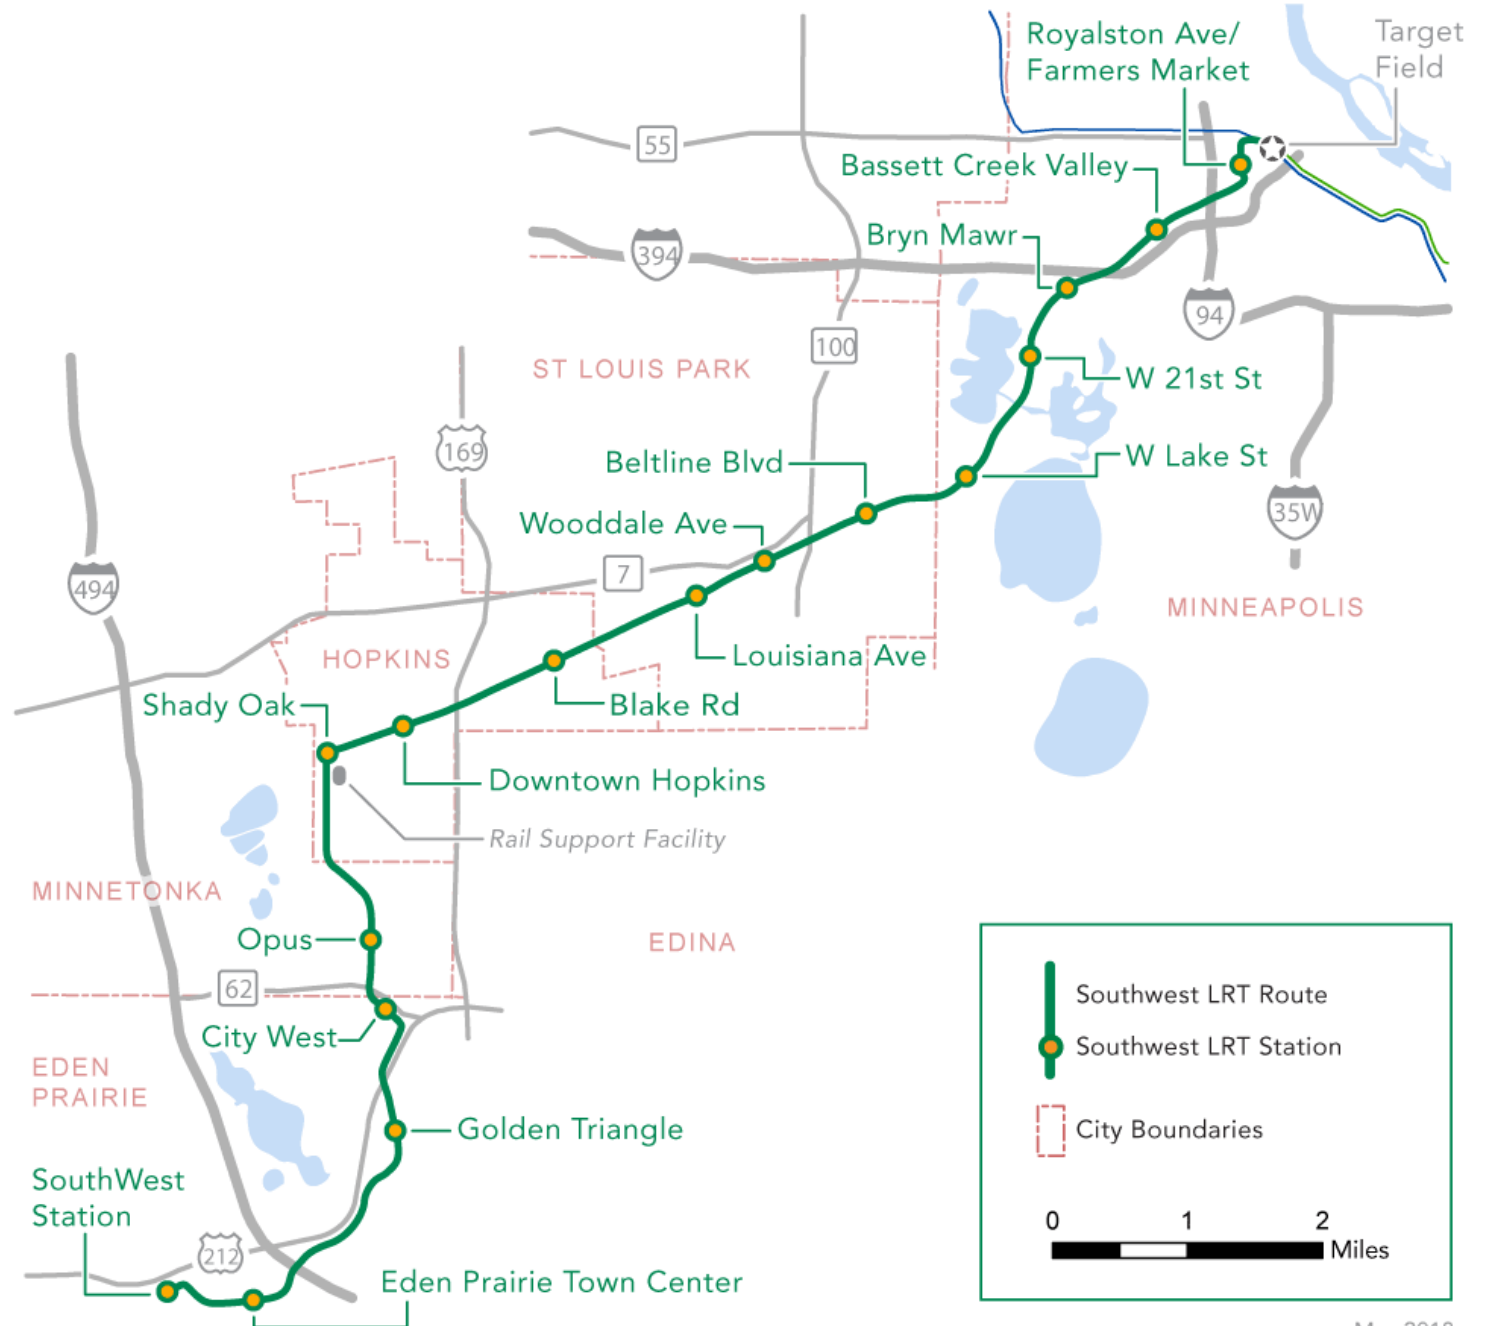 Royalston Ave/
Farmers Market
Target
Field
55
Bassett Creek Valley
Bryn Mawr
394
94
ST LOUIS PARK
100
W 21st St
169
Beltline Blvd
W Lake St
Wooddale Ave
35W
7
494
MINNEAPOLIS
HOPKINS
Louisiana Ave
Shady Oak
Blake Rd
Downtown Hopkins
Rail Support Facility
MINNETONKA
Opus
EDINA
62
City West
EDEN
PRAIRIE
Golden Triangle
SouthWest
Station
212
Eden Prairie Town Center
Southwest LRT Route
Southwest LRT Station
City Boundaries
0 1 2
Miles